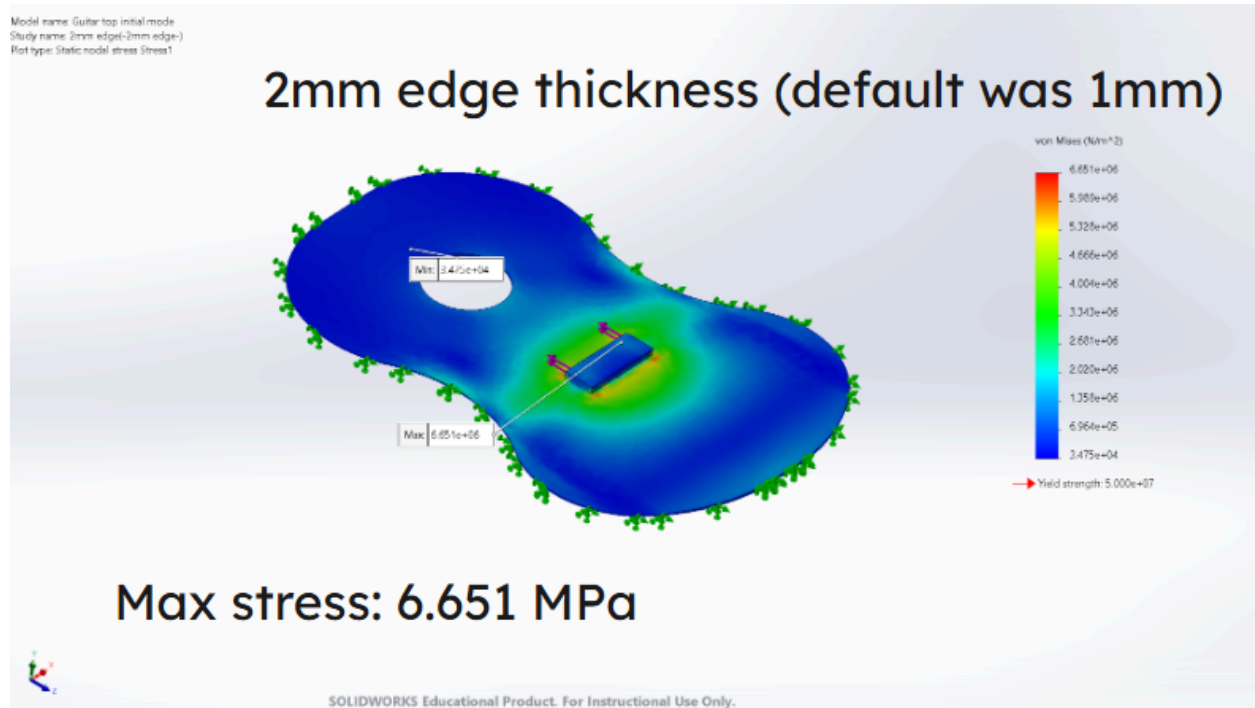 Model name: Guitar top initial mode
Study name: 2mm edge(-2mm edge-)
Plot type: Static nodal stress Stress1
2mm edge thickness (default was 1mm)
von Mises (N/m^2)
6.651e+06
5.989e+06
5.328e+06
4.666e+06
4.004e+06
3.343e+06
2.681e+06
2.020e+06
1.358e+06
6.964e+05
3.475e+04
Yield strength: 5.000e+07
Min: 3.475e+04
Max: 6.651e+06
Max stress: 6.651 MPa
Y
X
Z
SOLIDWORKS Educational Product. For Instructional Use Only.